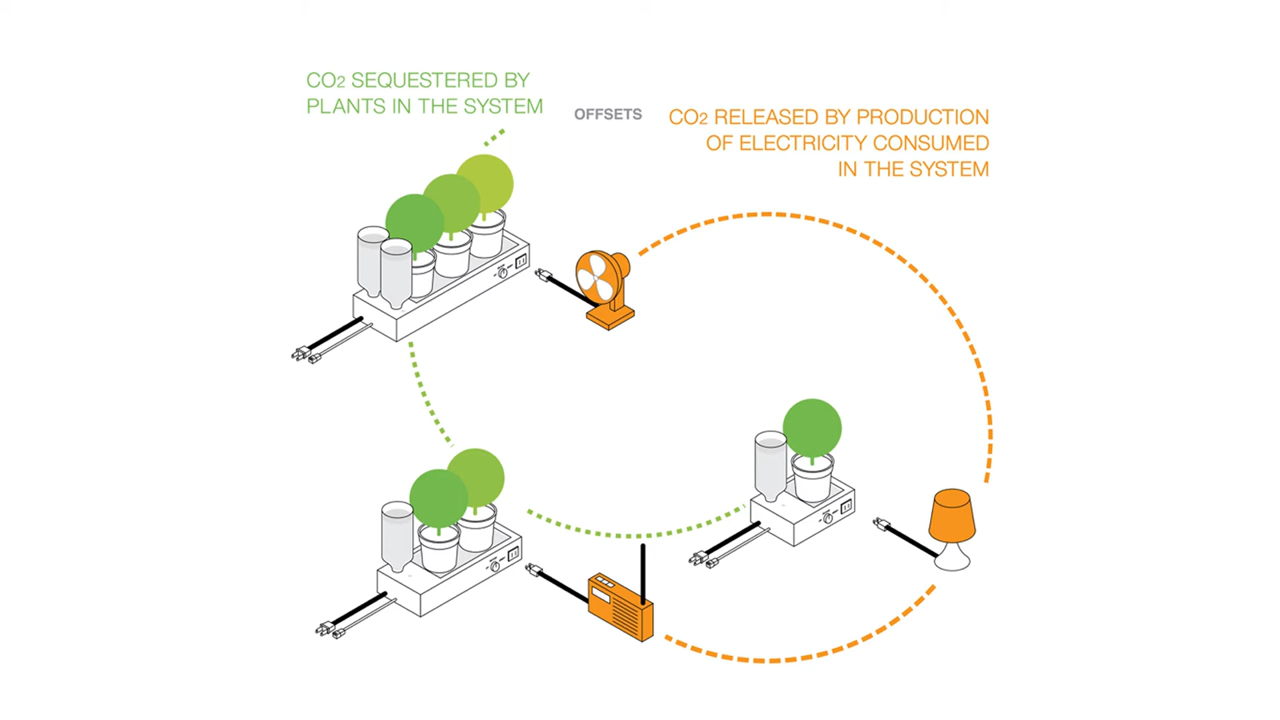 CO2 SEQUESTERED BY
PLANTS IN THE SYSTEM
OFFSETS
CO2 RELEASED BY PRODUCTION
OF ELECTRICITY CONSUMED
IN THE SYSTEM